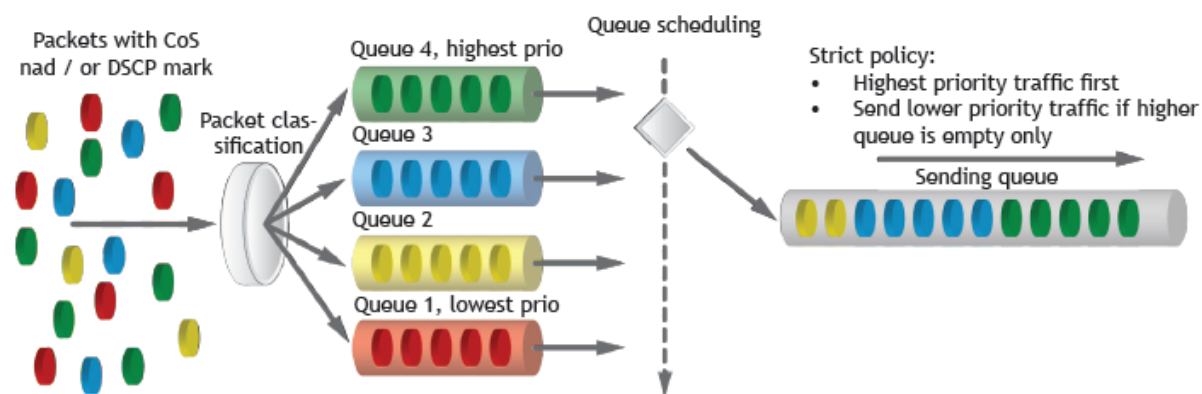 Packets with CoS
nad / or DSCP mark
Packet clas-
sification
Queue 4, highest prio
Queue 3
Queue 2
Queue 1, lowest prio
Queue scheduling
Strict policy:
• Highest priority traffic first
• Send lower priority traffic if higher
queue is empty only
Sending queue